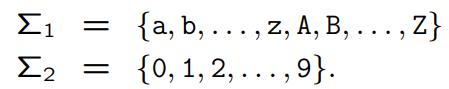 Σ₁ = {a, b, ..., z, A, B, ..., Z}
Σ₂ = {0, 1, 2, ..., 9}.